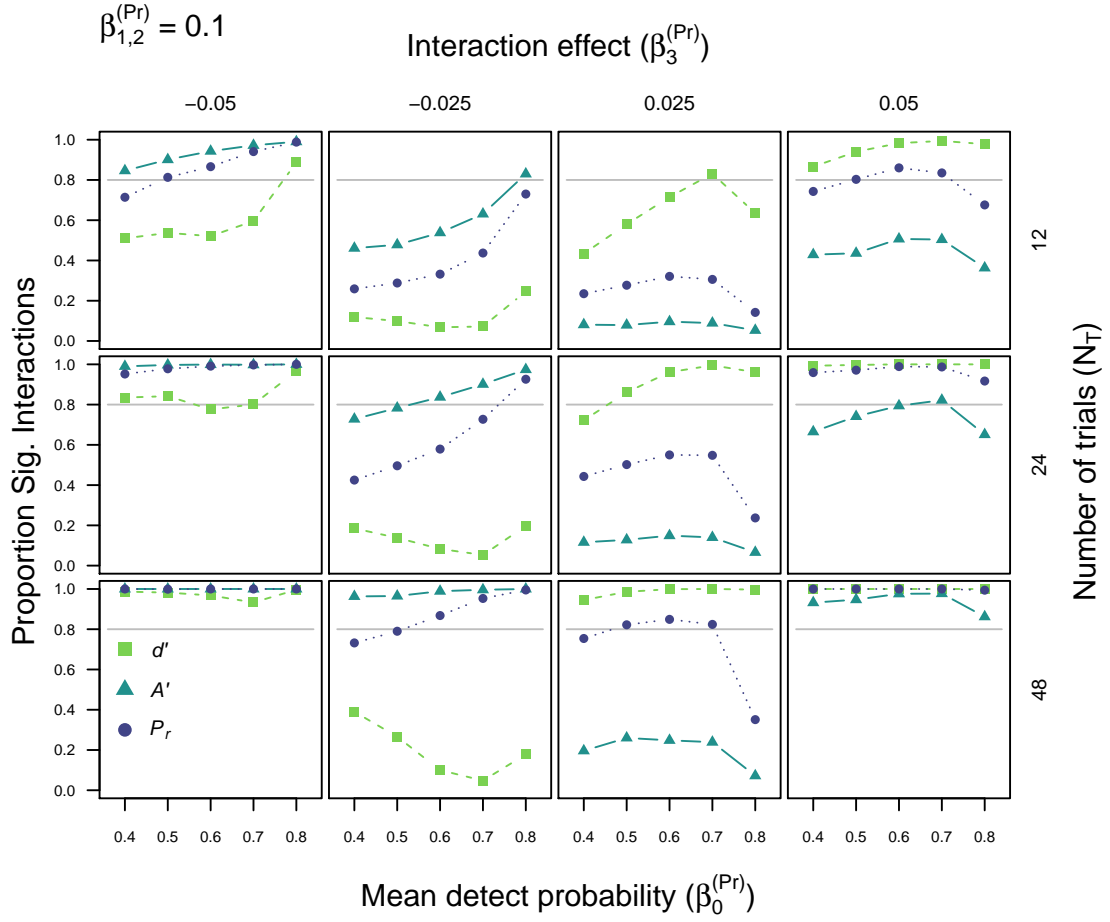 β₁,₂⁽ᴾʳ⁾ = 0.1
Interaction effect (β₃⁽ᴾʳ⁾)
−0.05 −0.025 0.025 0.05
1.0
0.8
0.6
0.4
0.2
0.0
12
1.0
0.8
0.6
0.4
0.2
0.0
24
1.0
0.8
0.6
0.4
0.2
0.0
48
d′
A′
Pᵣ
Proportion Sig. Interactions
Number of trials (N_T)
0.4 0.5 0.6 0.7 0.8 0.4 0.5 0.6 0.7 0.8 0.4 0.5 0.6 0.7 0.8 0.4 0.5 0.6 0.7 0.8
Mean detect probability (β₀⁽ᴾʳ⁾)